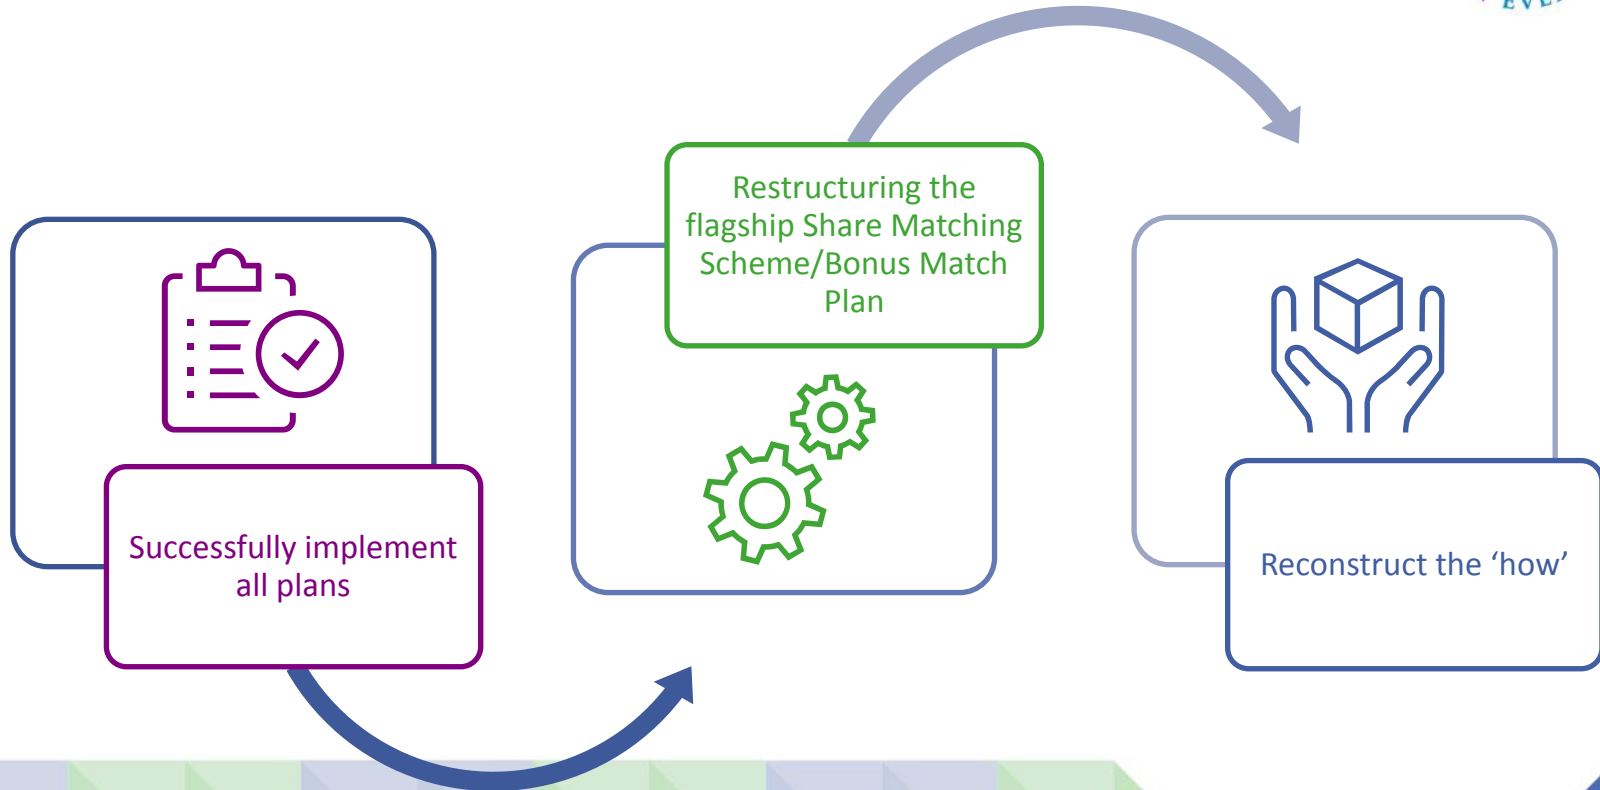 Restructuring the
flagship Share Matching
Scheme/Bonus Match
Plan
Successfully implement
all plans
Reconstruct the ‘how’